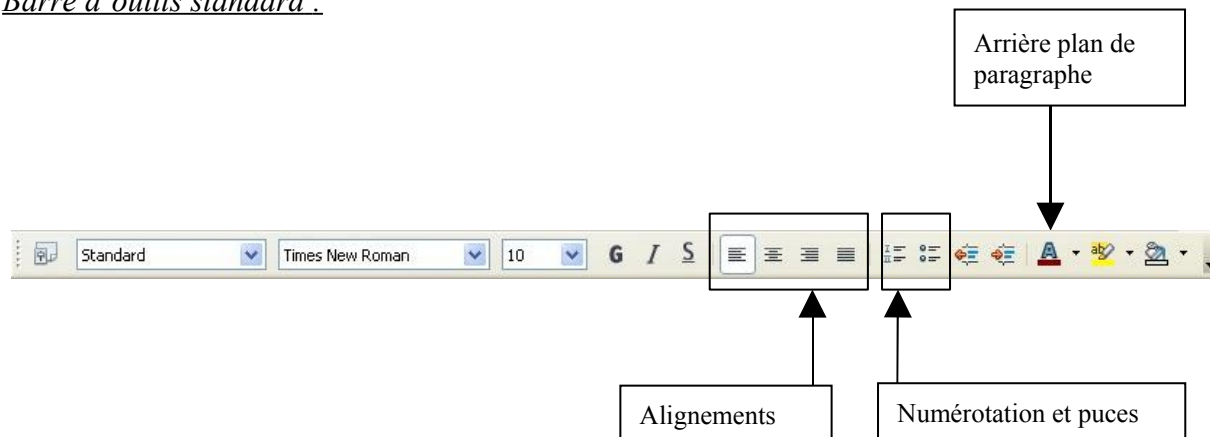 Barre d'outils standard :
Arrière plan de
paragraphe
Standard Times New Roman 10 G I S
Alignements
Numérotation et puces